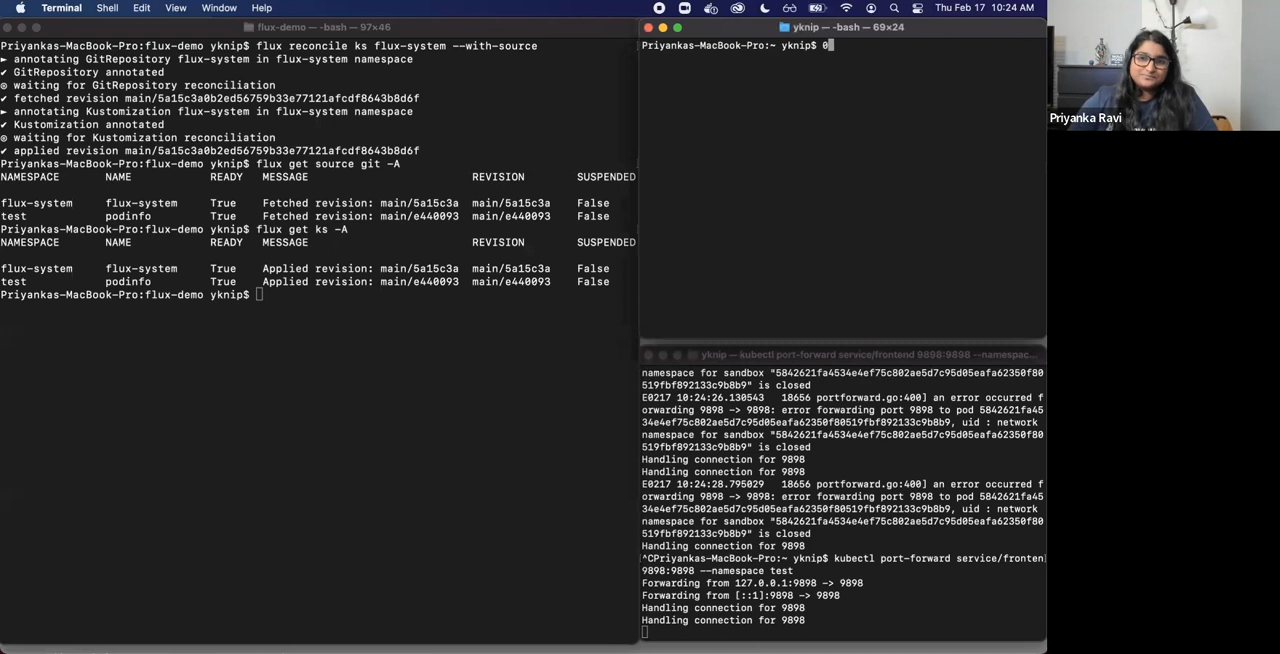 Terminal Shell Edit View Window Help Thu Feb 17 10:24 AM
flux-demo — -bash — 97×46
Priyankas-MacBook-Pro:flux-demo yknip$ flux reconcile ks flux-system --with-source
► annotating GitRepository flux-system in flux-system namespace
✔ GitRepository annotated
◎ waiting for GitRepository reconciliation
✔ fetched revision main/5a15c3a0b2ed56759b33e77121afcdf8643b8d6f
► annotating Kustomization flux-system in flux-system namespace
✔ Kustomization annotated
◎ waiting for Kustomization reconciliation
✔ applied revision main/5a15c3a0b2ed56759b33e77121afcdf8643b8d6f
Priyankas-MacBook-Pro:flux-demo yknip$ flux get source git -A
NAMESPACE NAME READY MESSAGE REVISION SUSPENDED
flux-system flux-system True Fetched revision: main/5a15c3a main/5a15c3a False
test podinfo True Fetched revision: main/e440093 main/e440093 False
Priyankas-MacBook-Pro:flux-demo yknip$ flux get ks -A
NAMESPACE NAME READY MESSAGE REVISION SUSPENDED
flux-system flux-system True Applied revision: main/5a15c3a main/5a15c3a False
test podinfo True Applied revision: main/e440093 main/e440093 False
Priyankas-MacBook-Pro:flux-demo yknip$
yknip — -bash — 69×24
Priyankas-MacBook-Pro:~ yknip$ 0
yknip — kubectl port-forward service/frontend 9898:9898 --namespac...
namespace for sandbox "5842621fa4534e4ef75c802ae5d7c95d05eafa62350f80
519fbf892133c9b8b9" is closed
E0217 10:24:26.130543 18656 portforward.go:400] an error occurred f
orwarding 9898 -> 9898: error forwarding port 9898 to pod 5842621fa45
34e4ef75c802ae5d7c95d05eafa62350f80519fbf892133c9b8b9, uid : network
namespace for sandbox "5842621fa4534e4ef75c802ae5d7c95d05eafa62350f80
519fbf892133c9b8b9" is closed
Handling connection for 9898
Handling connection for 9898
E0217 10:24:28.795029 18656 portforward.go:400] an error occurred f
orwarding 9898 -> 9898: error forwarding port 9898 to pod 5842621fa45
34e4ef75c802ae5d7c95d05eafa62350f80519fbf892133c9b8b9, uid : network
namespace for sandbox "5842621fa4534e4ef75c802ae5d7c95d05eafa62350f80
519fbf892133c9b8b9" is closed
Handling connection for 9898
^CPriyankas-MacBook-Pro:~ yknip$ kubectl port-forward service/fronten
9898:9898 --namespace test
Forwarding from 127.0.0.1:9898 -> 9898
Forwarding from [::1]:9898 -> 9898
Handling connection for 9898
Handling connection for 9898
Priyanka Ravi